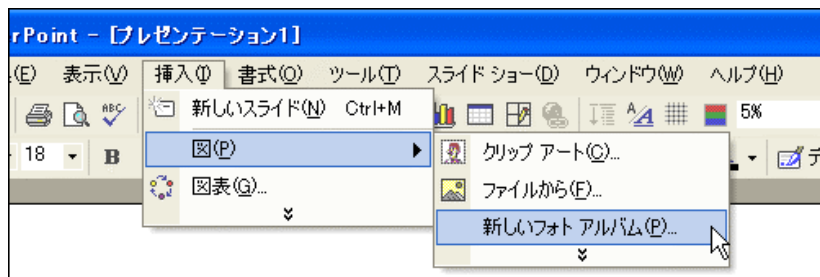 rPoint - [プレゼンテーション1]
(E) 表示(V) 挿入(I) 書式(O) ツール(T) スライド ショー(D) ウィンドウ(W) ヘルプ(H)
ABC 新しいスライド(N) Ctrl+M A/A 5%
18 B 図(P) クリップ アート(C)... デ
図表(G)... ファイルから(F)...
新しいフォト アルバム(P)...